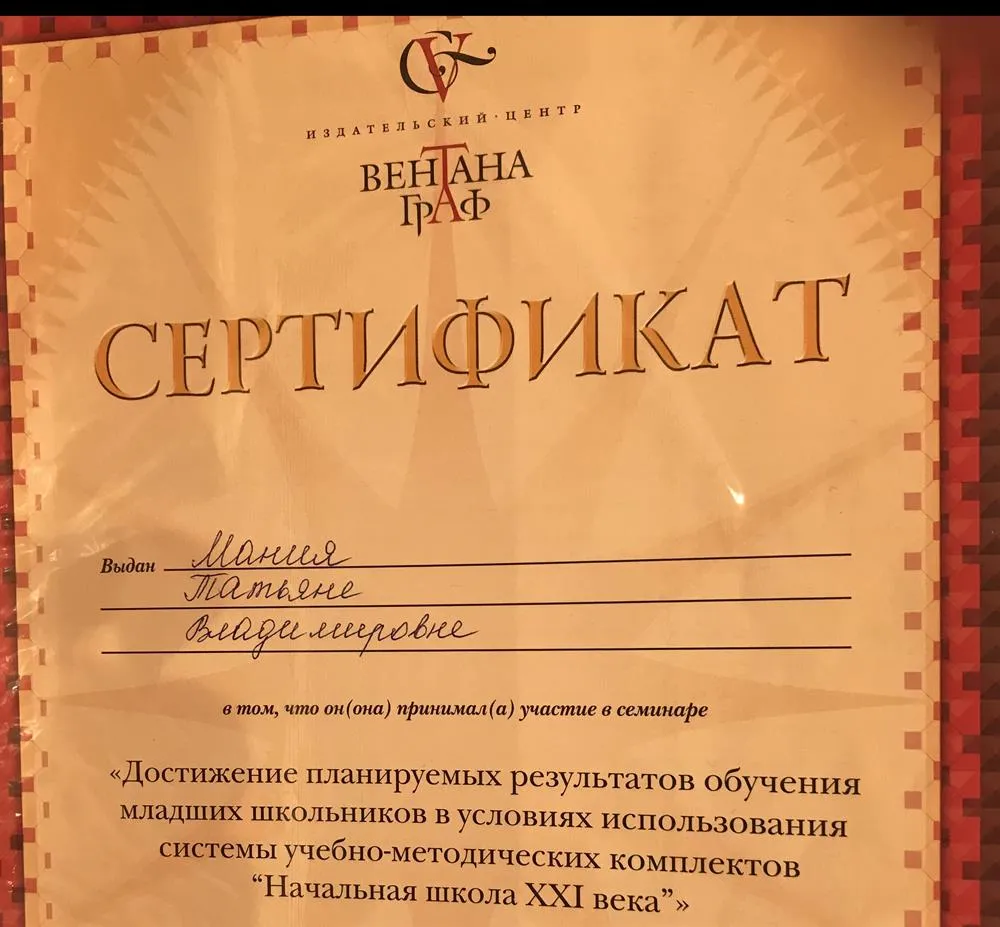 ИЗДАТЕЛЬСКИЙ · ЦЕНТР
ВЕНТАНА
ГРАФ
СЕРТИФИКАТ
Выдан Мания
Татьяне
Владимировне
в том, что он(она) принимал(а) участие в семинаре
«Достижение планируемых результатов обучения
младших школьников в условиях использования
системы учебно-методических комплектов
“Начальная школа XXI века”»